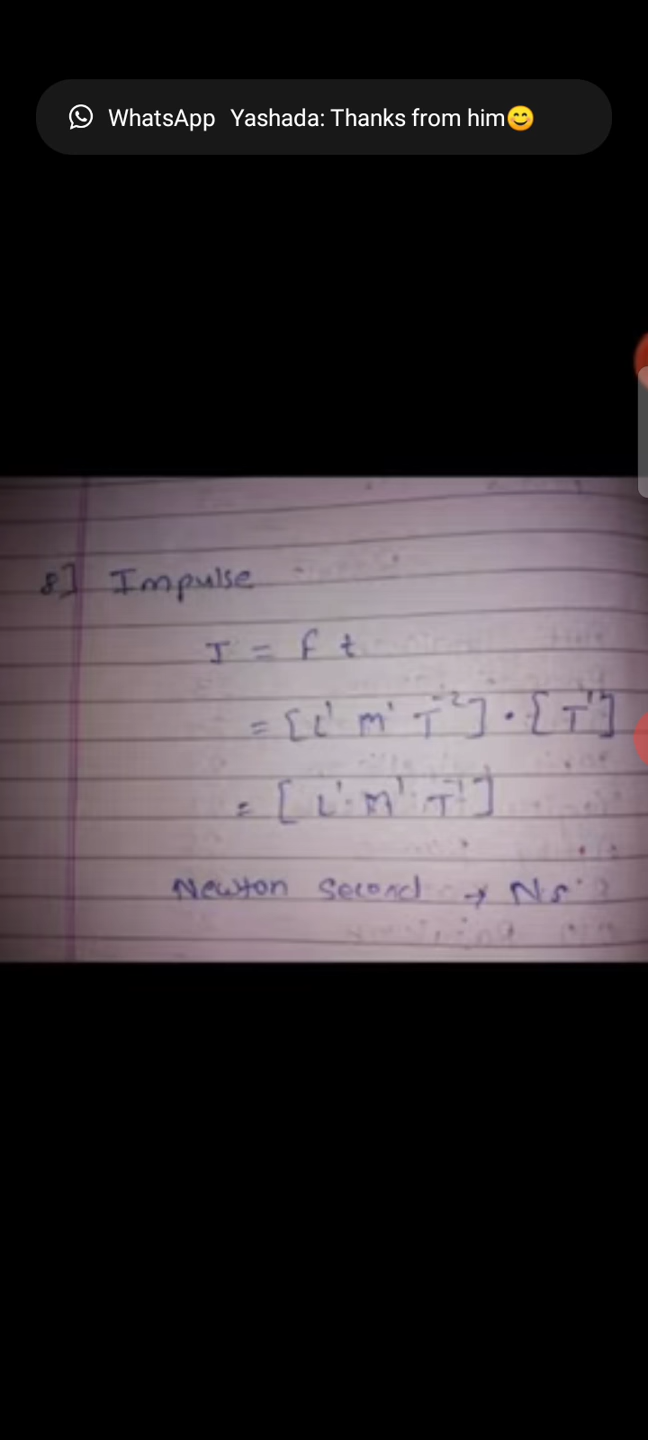 WhatsApp Yashada: Thanks from him😊
8] Impulse
J = f t
= [L¹ M¹ T⁻²] · [T¹]
= [L¹ M¹ T⁻¹]
Newton Second → Ns